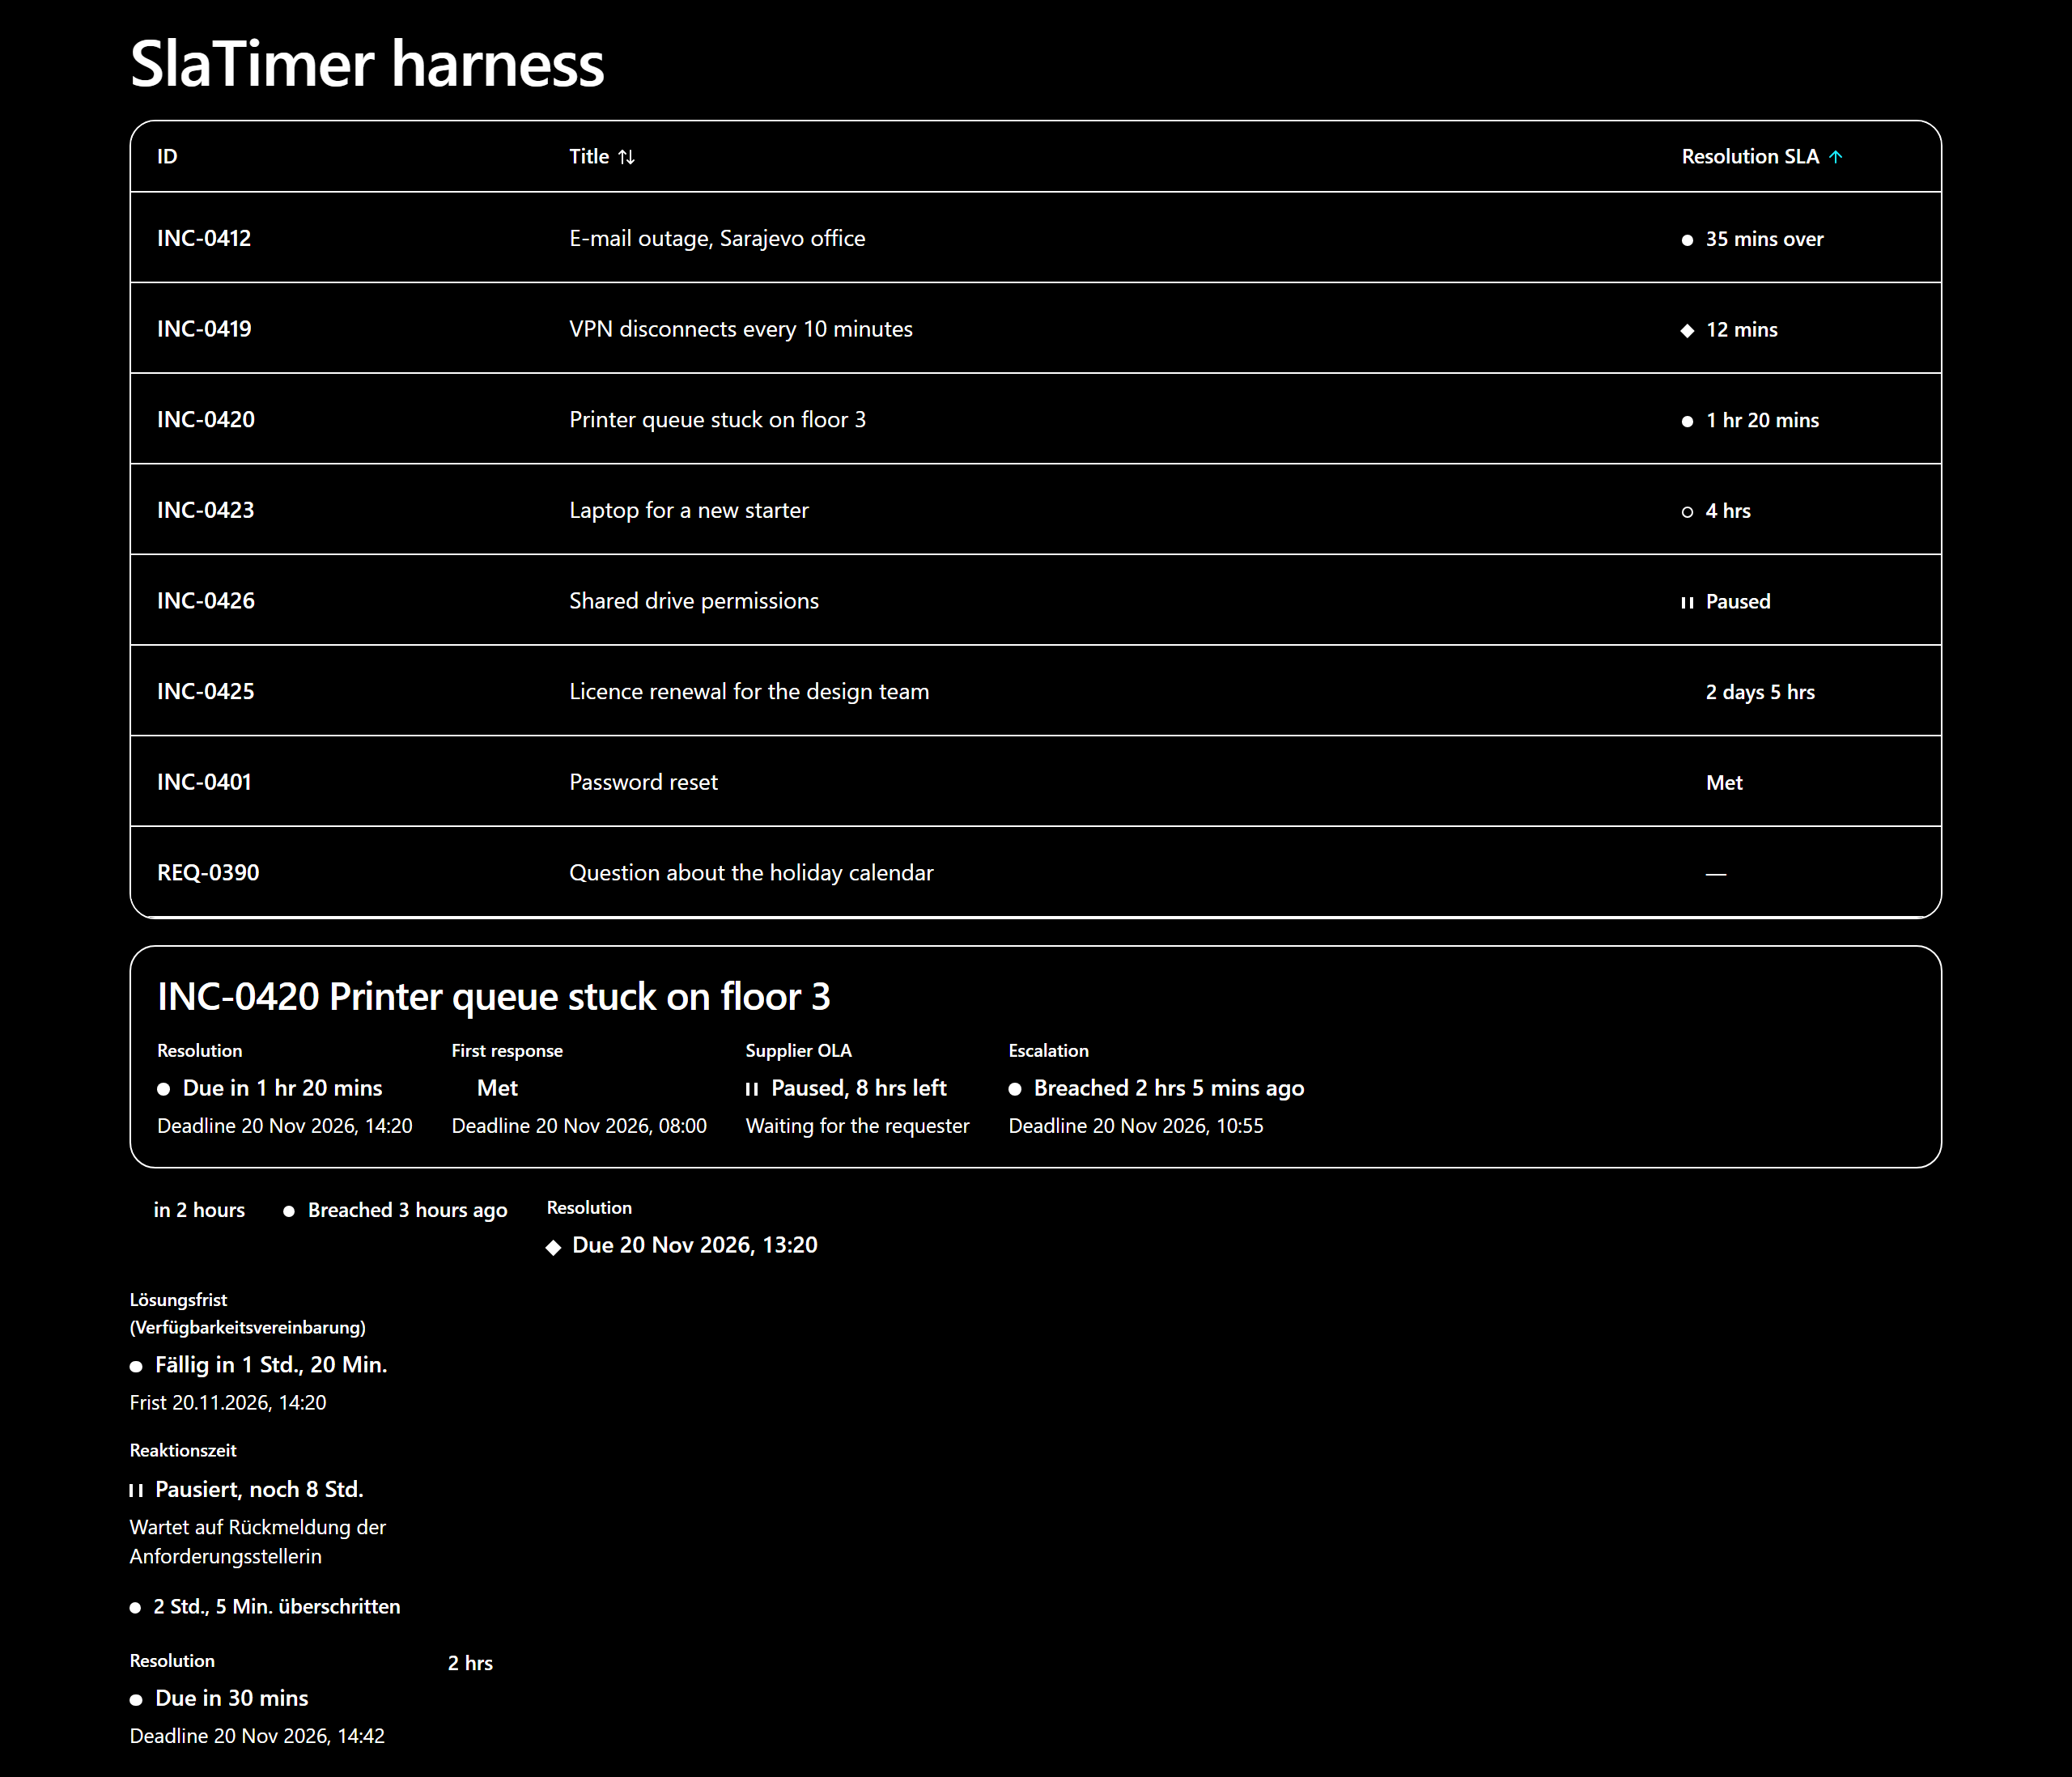 SlaTimer harness
ID Title Resolution SLA
INC-0412 E-mail outage, Sarajevo office 35 mins over
INC-0419 VPN disconnects every 10 minutes 12 mins
INC-0420 Printer queue stuck on floor 3 1 hr 20 mins
INC-0423 Laptop for a new starter 4 hrs
INC-0426 Shared drive permissions Paused
INC-0425 Licence renewal for the design team 2 days 5 hrs
INC-0401 Password reset Met
REQ-0390 Question about the holiday calendar —
INC-0420 Printer queue stuck on floor 3
Resolution First response Supplier OLA Escalation
Due in 1 hr 20 mins Met Paused, 8 hrs left Breached 2 hrs 5 mins ago
Deadline 20 Nov 2026, 14:20 Deadline 20 Nov 2026, 08:00 Waiting for the requester Deadline 20 Nov 2026, 10:55
in 2 hours Breached 3 hours ago Resolution
Due 20 Nov 2026, 13:20
Lösungsfrist
(Verfügbarkeitsvereinbarung)
Fällig in 1 Std., 20 Min.
Frist 20.11.2026, 14:20
Reaktionszeit
Pausiert, noch 8 Std.
Wartet auf Rückmeldung der
Anforderungsstellerin
2 Std., 5 Min. überschritten
Resolution 2 hrs
Due in 30 mins
Deadline 20 Nov 2026, 14:42